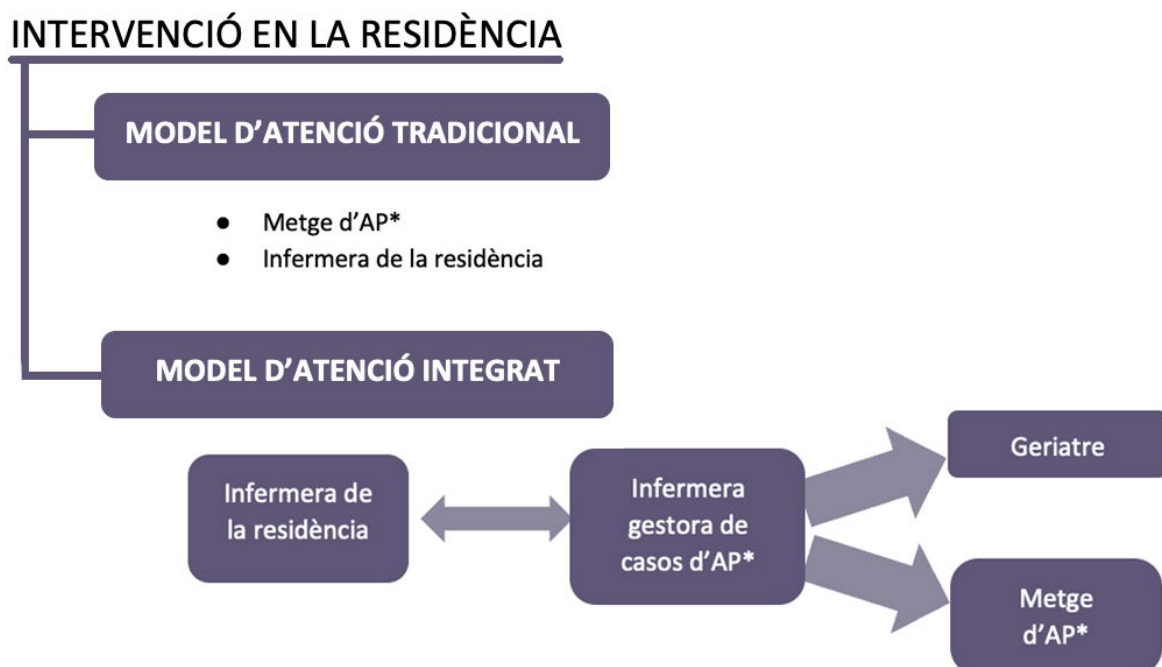 INTERVENCIÓ EN LA RESIDÈNCIA
MODEL D’ATENCIÓ TRADICIONAL
● Metge d’AP*
● Infermera de la residència
MODEL D’ATENCIÓ INTEGRAT
Infermera de
la residència
Infermera
gestora de
casos d’AP*
Geriatre
Metge
d’AP*